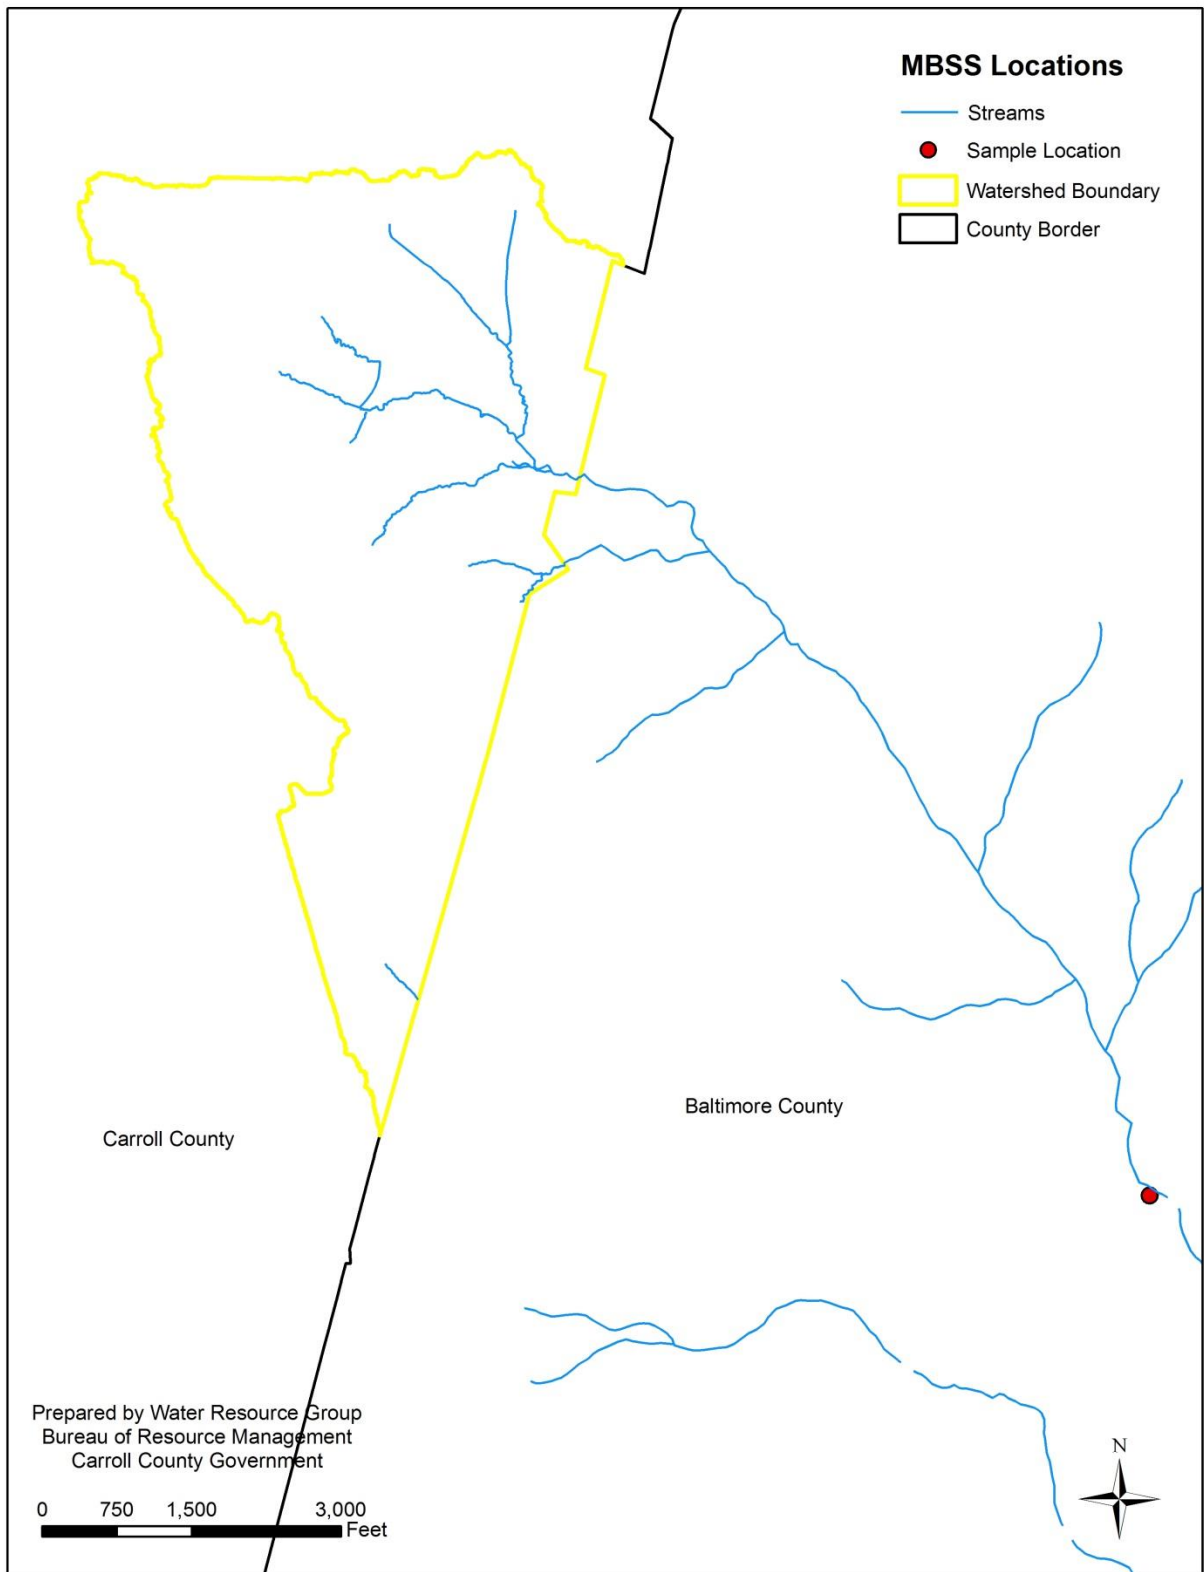 MBSS Locations
Streams
Sample Location
Watershed Boundary
County Border
Baltimore County
Carroll County
Prepared by Water Resource Group
Bureau of Resource Management
Carroll County Government
0 750 1,500 3,000
Feet
N